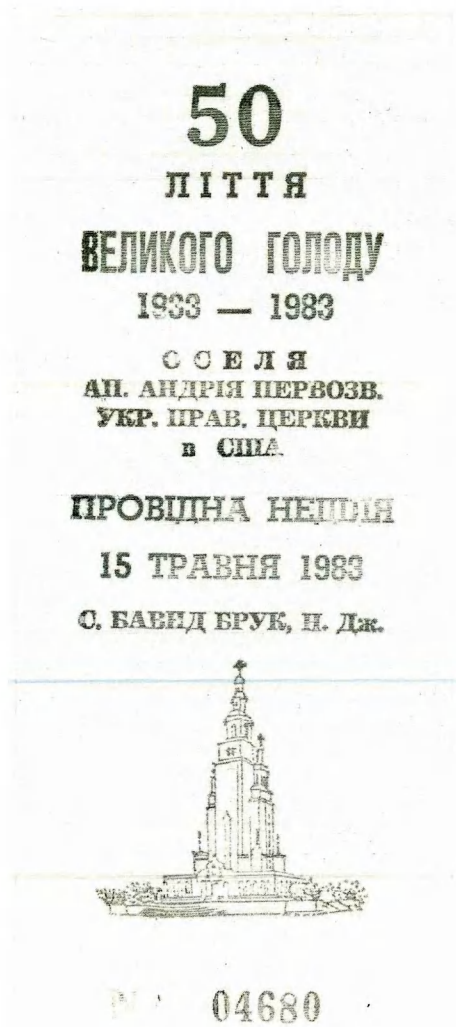 50
ЛІТТЯ
ВЕЛИКОГО ГОЛОДУ
1933 — 1983
ОСЕЛЯ
АП. АНДРІЯ ПЕРВОЗВ.
УКР. ПРАВ. ЦЕРКВИ
в США
ПРОВІДНА НЕДІЛЯ
15 ТРАВНЯ 1983
С. БАВНД БРУК, Н. Дж.
04680